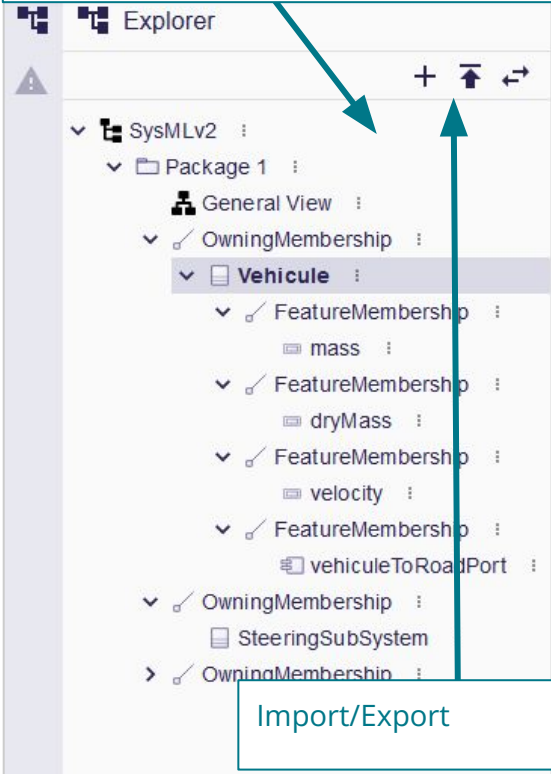 Explorer
SysMLv2
Package 1
General View
OwningMembership
Vehicule
FeatureMembership
mass
FeatureMembership
dryMass
FeatureMembership
velocity
FeatureMembership
vehiculeToRoadPort
OwningMembership
SteeringSubSystem
OwningMembership
Import/Export